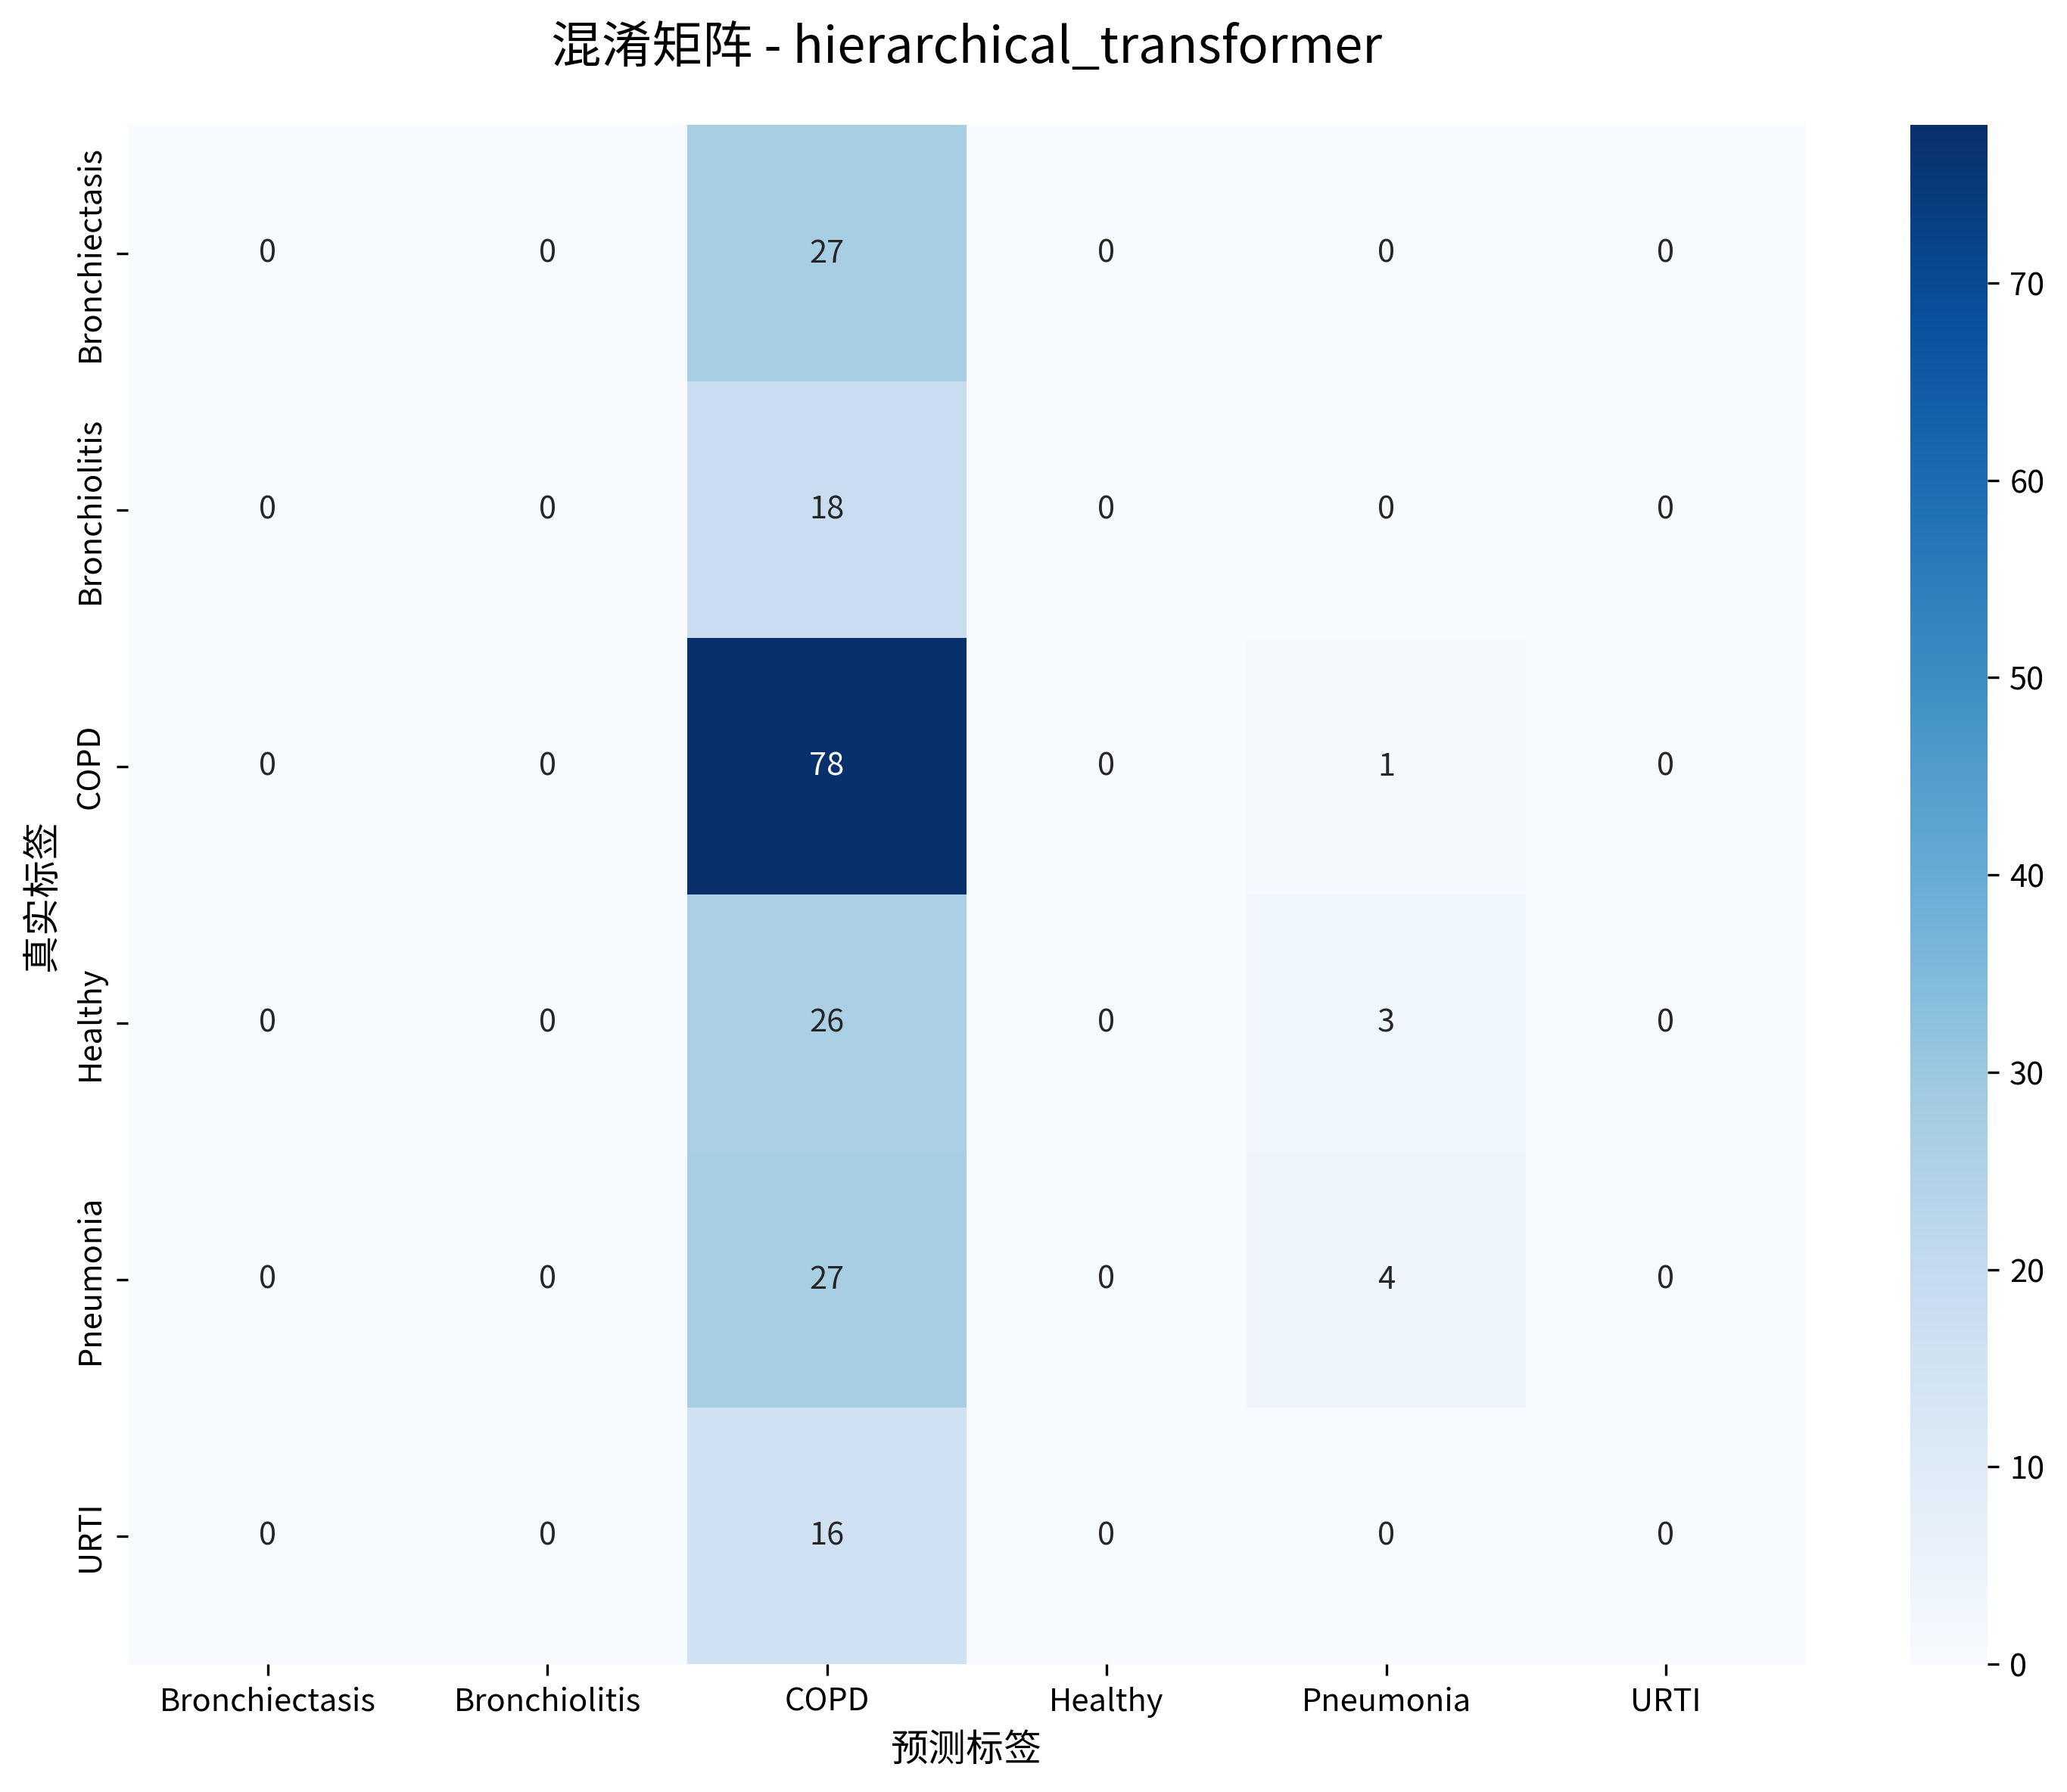 混淆矩阵 - hierarchical_transformer
真实标签
Bronchiectasis 0 0 27 0 0 0
Bronchiolitis 0 0 18 0 0 0
COPD 0 0 78 0 1 0
Healthy 0 0 26 0 3 0
Pneumonia 0 0 27 0 4 0
URTI 0 0 16 0 0 0
Bronchiectasis Bronchiolitis COPD Healthy Pneumonia URTI
预测标签
70
60
50
40
30
20
10
0